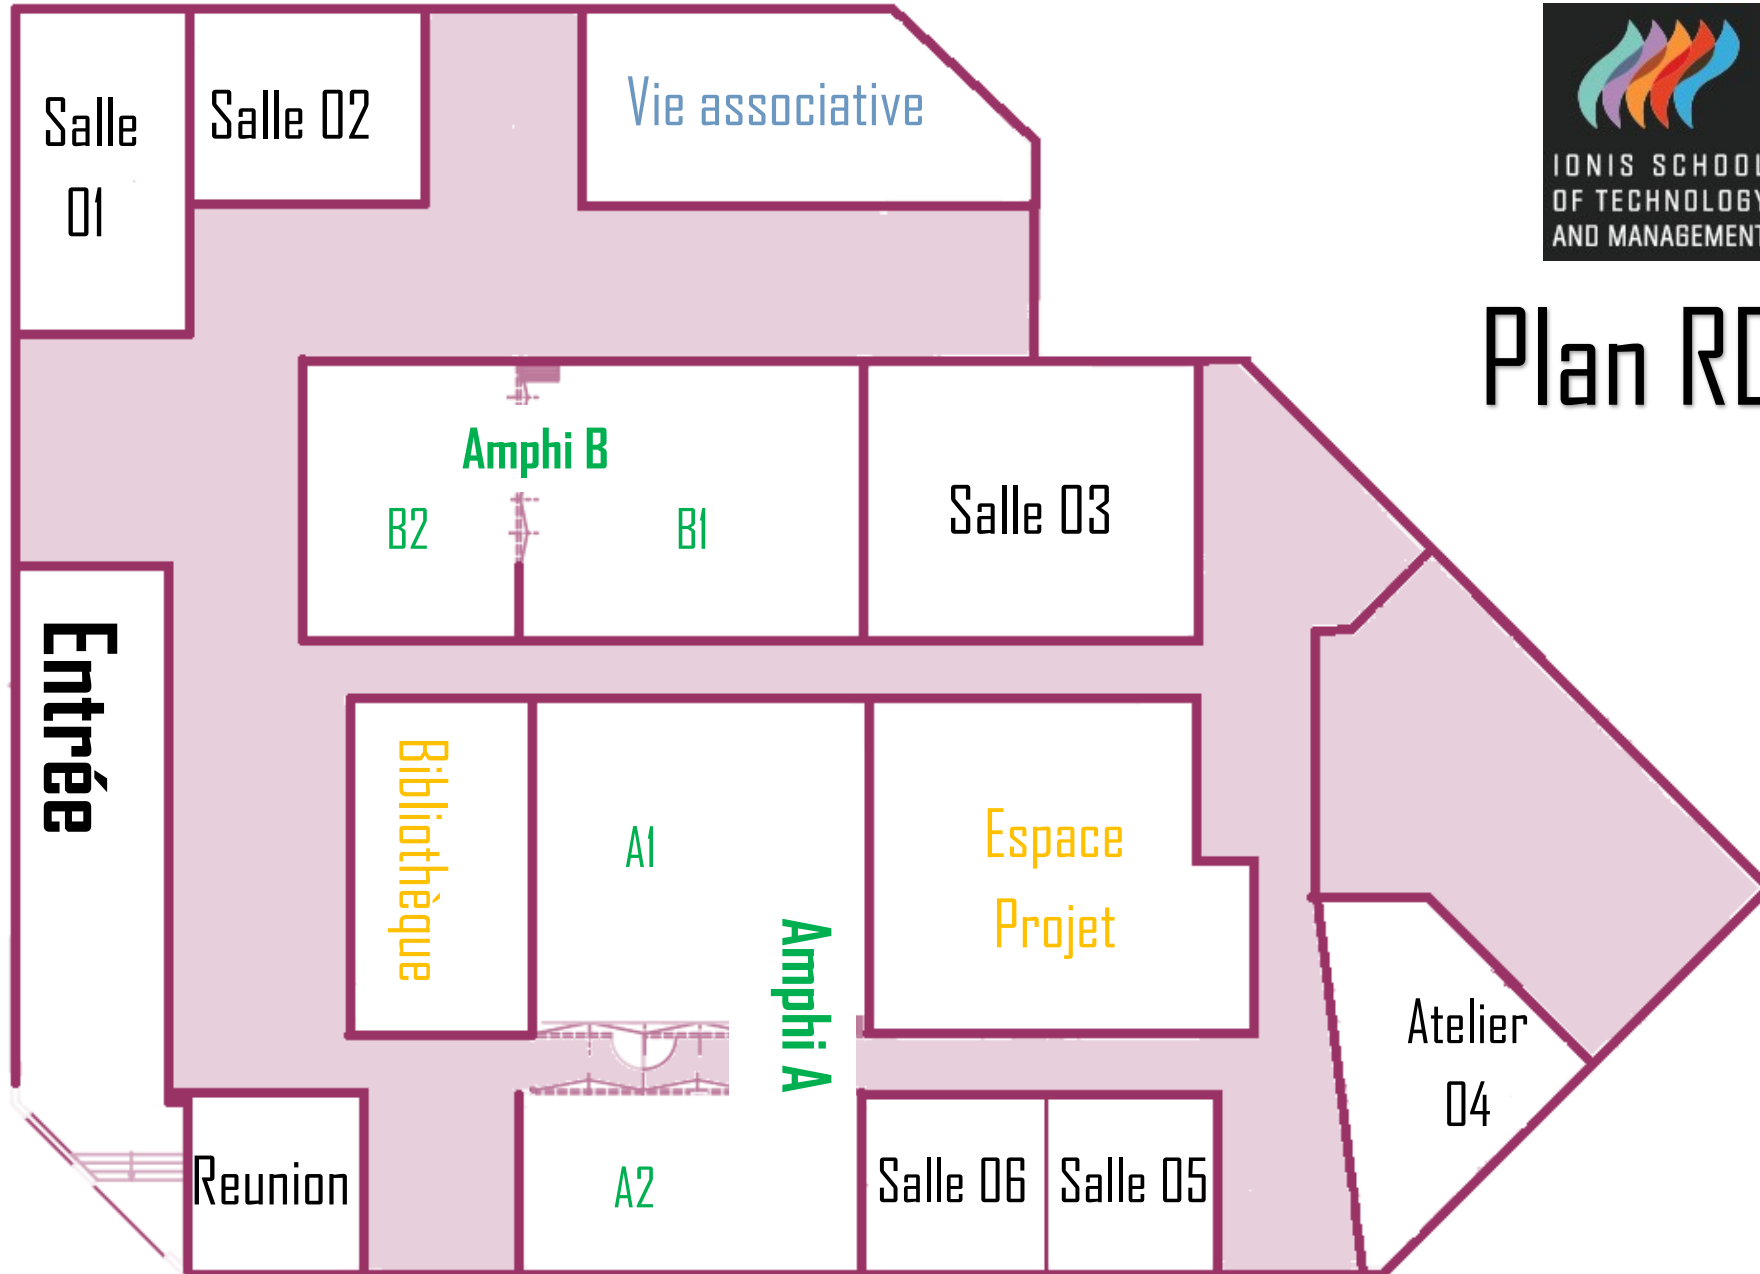 Salle
01
Salle 02
Vie associative
IONIS SCHOOL
OF TECHNOLOGY
AND MANAGEMENT
Plan
Amphi B
B2
B1
Salle 03
Entrée
Bibliothèque
A1
Amphi A
Espace
Projet
Atelier
04
Reunion
A2
Salle 06
Salle 05